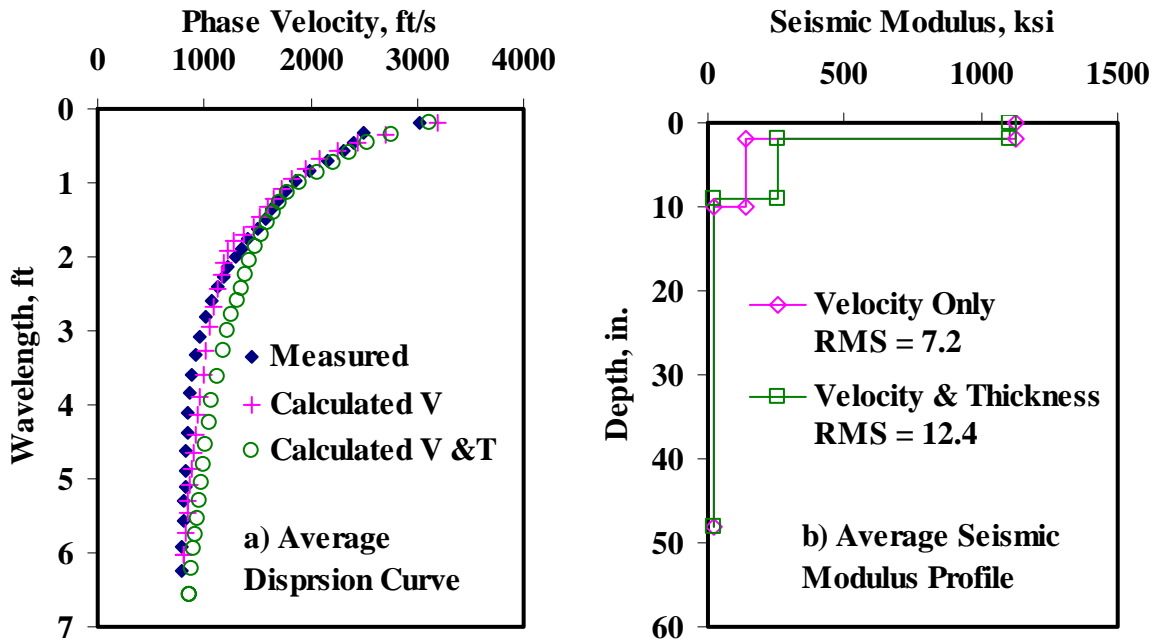 Phase Velocity, ft/s
0 1000 2000 3000 4000
0
1
2
3
4
5
6
7
Wavelength, ft
Measured
Calculated V
Calculated V &T
a) Average
Disprsion Curve
Seismic Modulus, ksi
0 500 1000 1500
0
10
20
30
40
50
60
Depth, in.
Velocity Only
RMS = 7.2
Velocity & Thickness
RMS = 12.4
b) Average Seismic
Modulus Profile